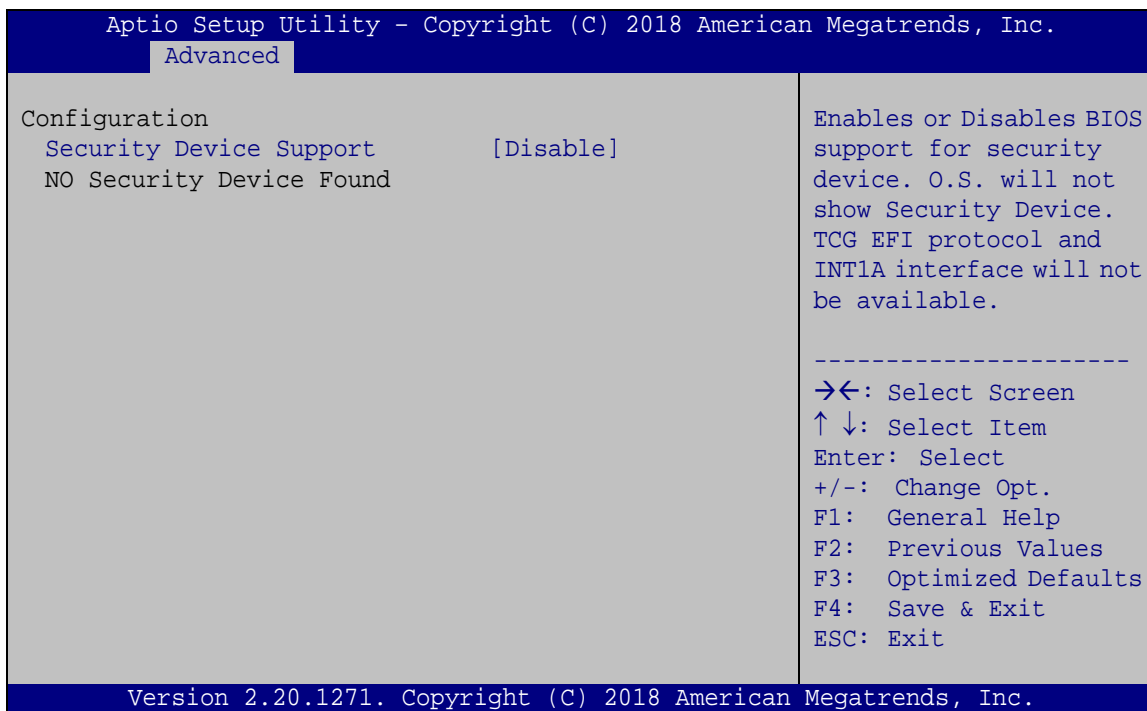 Aptio Setup Utility – Copyright (C) 2018 American Megatrends, Inc.
Advanced
Configuration
Security Device Support [Disable]
NO Security Device Found
Enables or Disables BIOS
support for security
device. O.S. will not
show Security Device.
TCG EFI protocol and
INT1A interface will not
be available.
----------------------
→←: Select Screen
↑ ↓: Select Item
Enter: Select
+/-: Change Opt.
F1: General Help
F2: Previous Values
F3: Optimized Defaults
F4: Save & Exit
ESC: Exit
Version 2.20.1271. Copyright (C) 2018 American Megatrends, Inc.